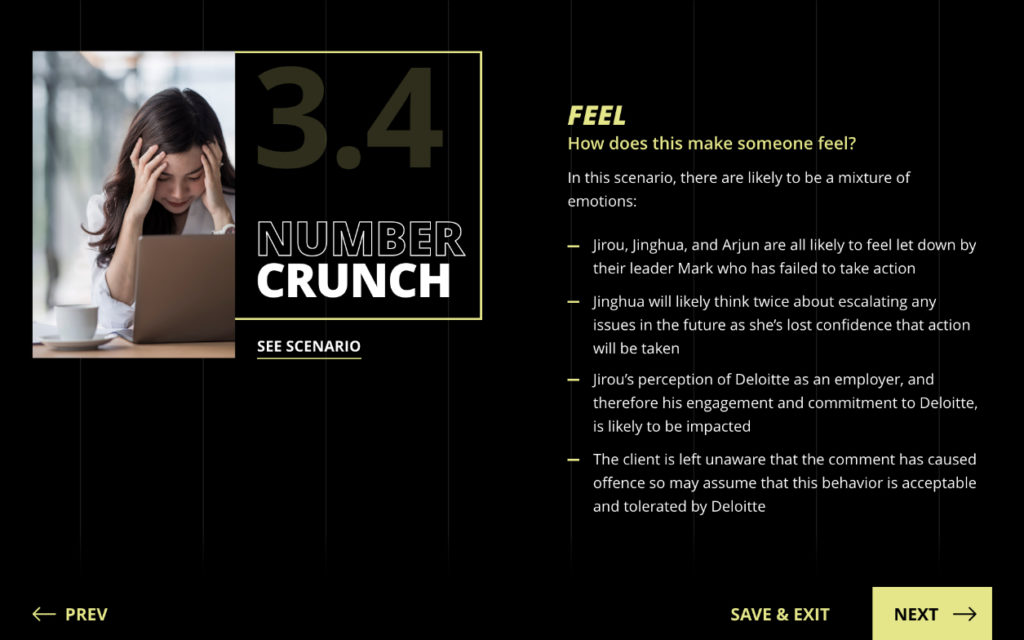 3.4
NUMBER
CRUNCH
SEE SCENARIO
FEEL
How does this make someone feel?
In this scenario, there are likely to be a mixture of
emotions:
– Jirou, Jinghua, and Arjun are all likely to feel let down by
their leader Mark who has failed to take action
– Jinghua will likely think twice about escalating any
issues in the future as she’s lost confidence that action
will be taken
– Jirou’s perception of Deloitte as an employer, and
therefore his engagement and commitment to Deloitte,
is likely to be impacted
– The client is left unaware that the comment has caused
offence so may assume that this behavior is acceptable
and tolerated by Deloitte
← PREV
SAVE & EXIT
NEXT →